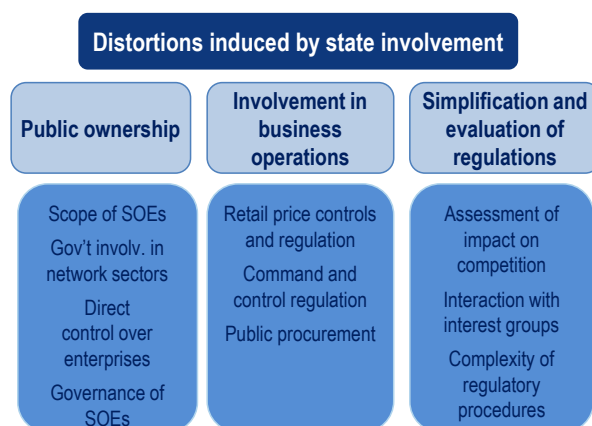 Distortions induced by state involvement
Public ownership
Involvement in
business
operations
Simplification and
evaluation of
regulations
Scope of SOEs
Gov't involv. in
network sectors
Direct
control over
enterprises
Governance of
SOEs
Retail price controls
and regulation
Command and
control regulation
Public procurement
Assessment of
impact on
competition
Interaction with
interest groups
Complexity of
regulatory
procedures